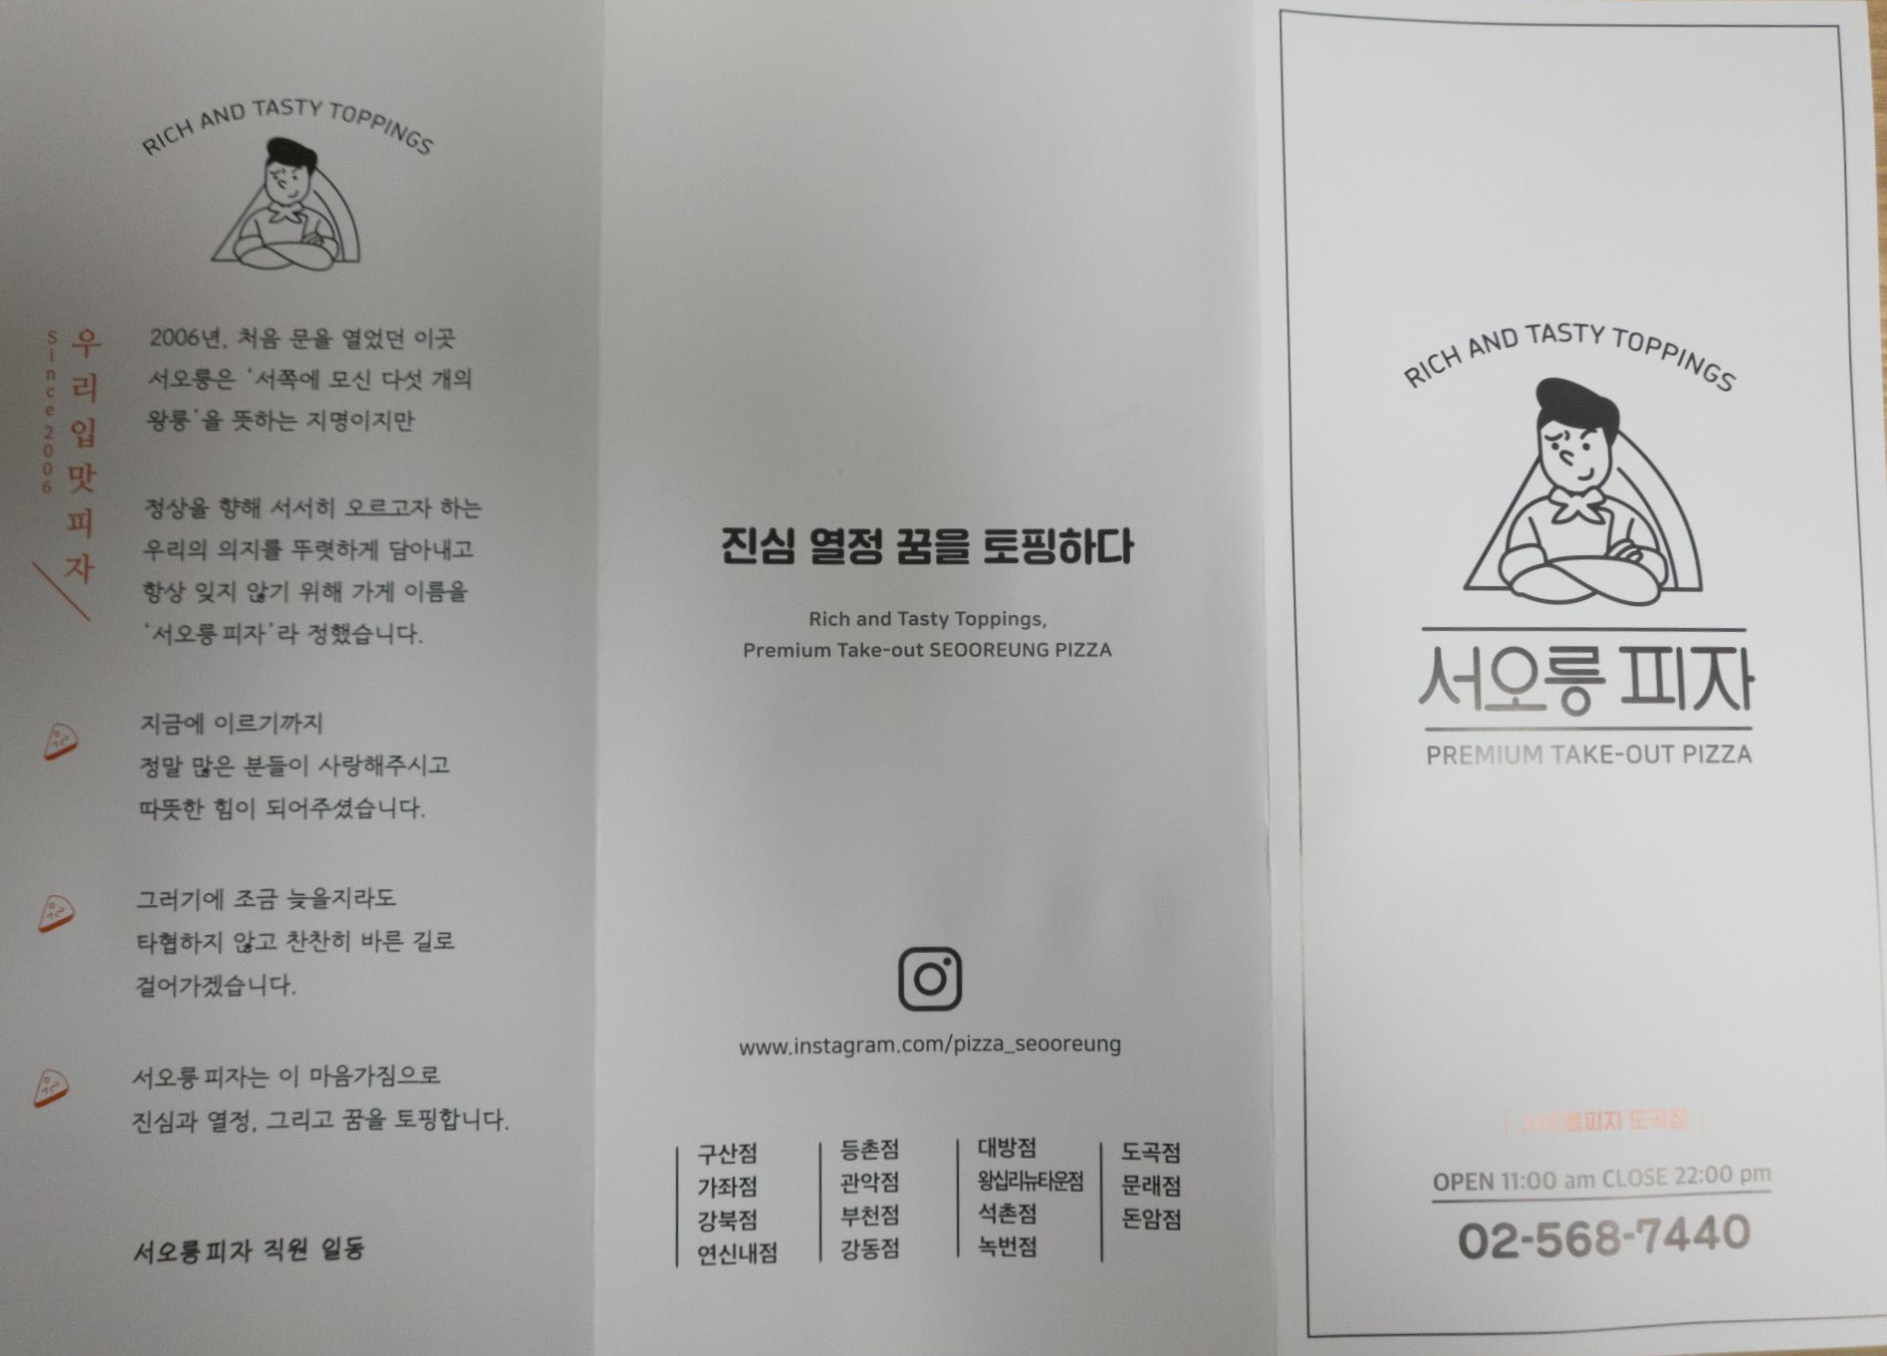 RICH AND TASTY TOPPINGS
우리입맛피자
Since 2006
2006년, 처음 문을 열었던 이곳
서오릉은 '서쪽에 모신 다섯 개의
왕릉'을 뜻하는 지명이지만
정상을 향해 서서히 오르고자 하는
우리의 의지를 뚜렷하게 담아내고
항상 잊지 않기 위해 가게 이름을
'서오릉피자'라 정했습니다.
지금에 이르기까지
정말 많은 분들이 사랑해주시고
따뜻한 힘이 되어주셨습니다.
그러기에 조금 늦을지라도
타협하지 않고 찬찬히 바른 길로
걸어가겠습니다.
서오릉피자는 이 마음가짐으로
진심과 열정, 그리고 꿈을 토핑합니다.
서오릉피자 직원 일동
진심 열정 꿈을 토핑하다
Rich and Tasty Toppings,
Premium Take-out SEOOREUNG PIZZA
www.instagram.com/pizza_seooreung
구산점
가좌점
강북점
연신내점
등촌점
관악점
부천점
강동점
대방점
왕십리뉴타운점
석촌점
녹번점
도곡점
문래점
돈암점
RICH AND TASTY TOPPINGS
서오릉 피자
PREMIUM TAKE-OUT PIZZA
서오릉피자 도곡점
OPEN 11:00 am CLOSE 22:00 pm
02-568-7440